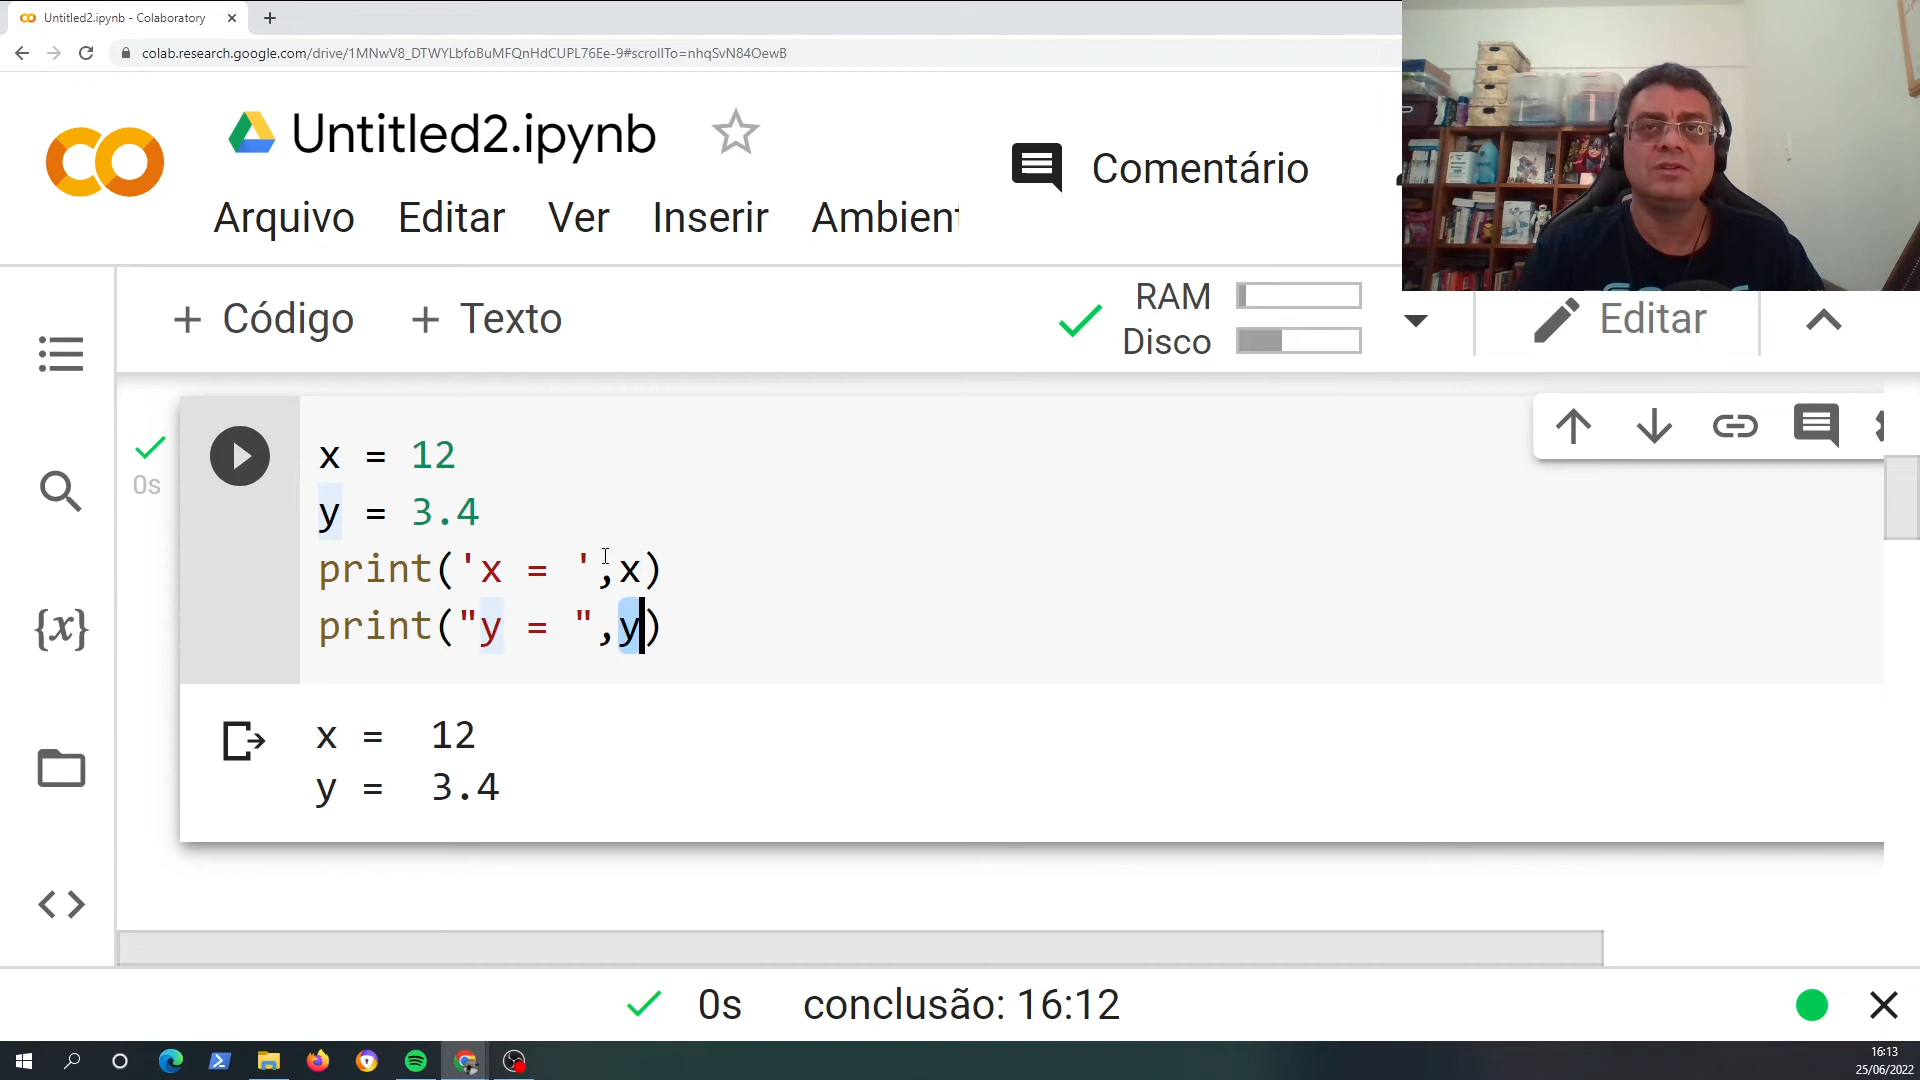 Untitled2.ipynb - Colaboratory
colab.research.google.com/drive/1MNwV8_DTWYLbfoBuMFQnHdCUPL76Ee-9#scrollTo=nhqSvN84OewB
Untitled2.ipynb
Comentário
Arquivo Editar Ver Inserir Ambient
+ Código + Texto
RAM
Disco
Editar
0s
x = 12
y = 3.4
print('x = ',x)
print("y = ",y)
x =  12
y =  3.4
{x}
0s conclusão: 16:12
16:13
25/06/2022